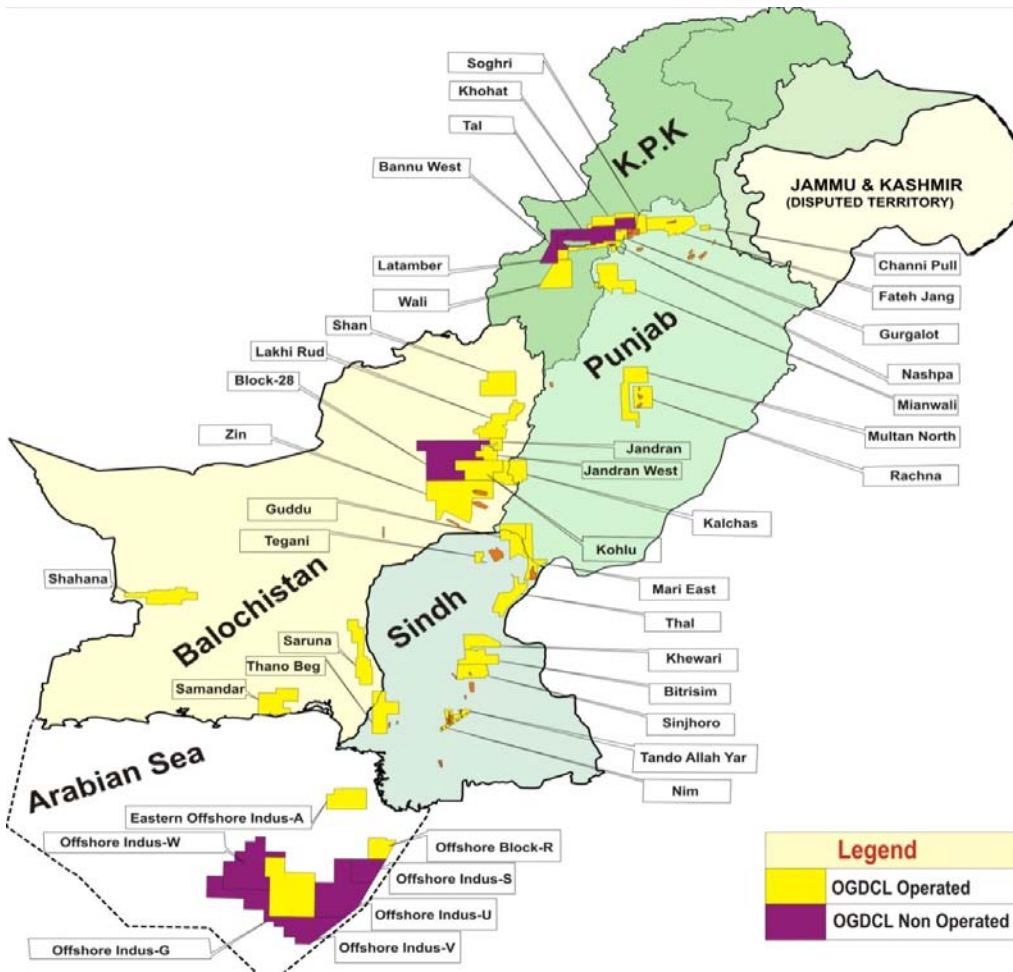 Soghri
Khohat
Tal
Bannu West
Latamber
Wali
Shan
Lakhi Rud
Block-28
Zin
Guddu
Tegani
Shahana
Saruna
Thano Beg
Samandar
K.P.K
Punjab
Balochistan
Sindh
Arabian Sea
JAMMU & KASHMIR
(DISPUTED TERRITORY)
Channi Pull
Fateh Jang
Gurgalot
Nashpa
Mianwali
Multan North
Rachna
Jandran
Jandran West
Kalchas
Kohlu
Mari East
Thal
Khewari
Bitrisim
Sinjhoro
Tando Allah Yar
Nim
Eastern Offshore Indus-A
Offshore Indus-W
Offshore Block-R
Offshore Indus-S
Offshore Indus-U
Offshore Indus-G
Offshore Indus-V
Legend
OGDCL Operated
OGDCL Non Operated